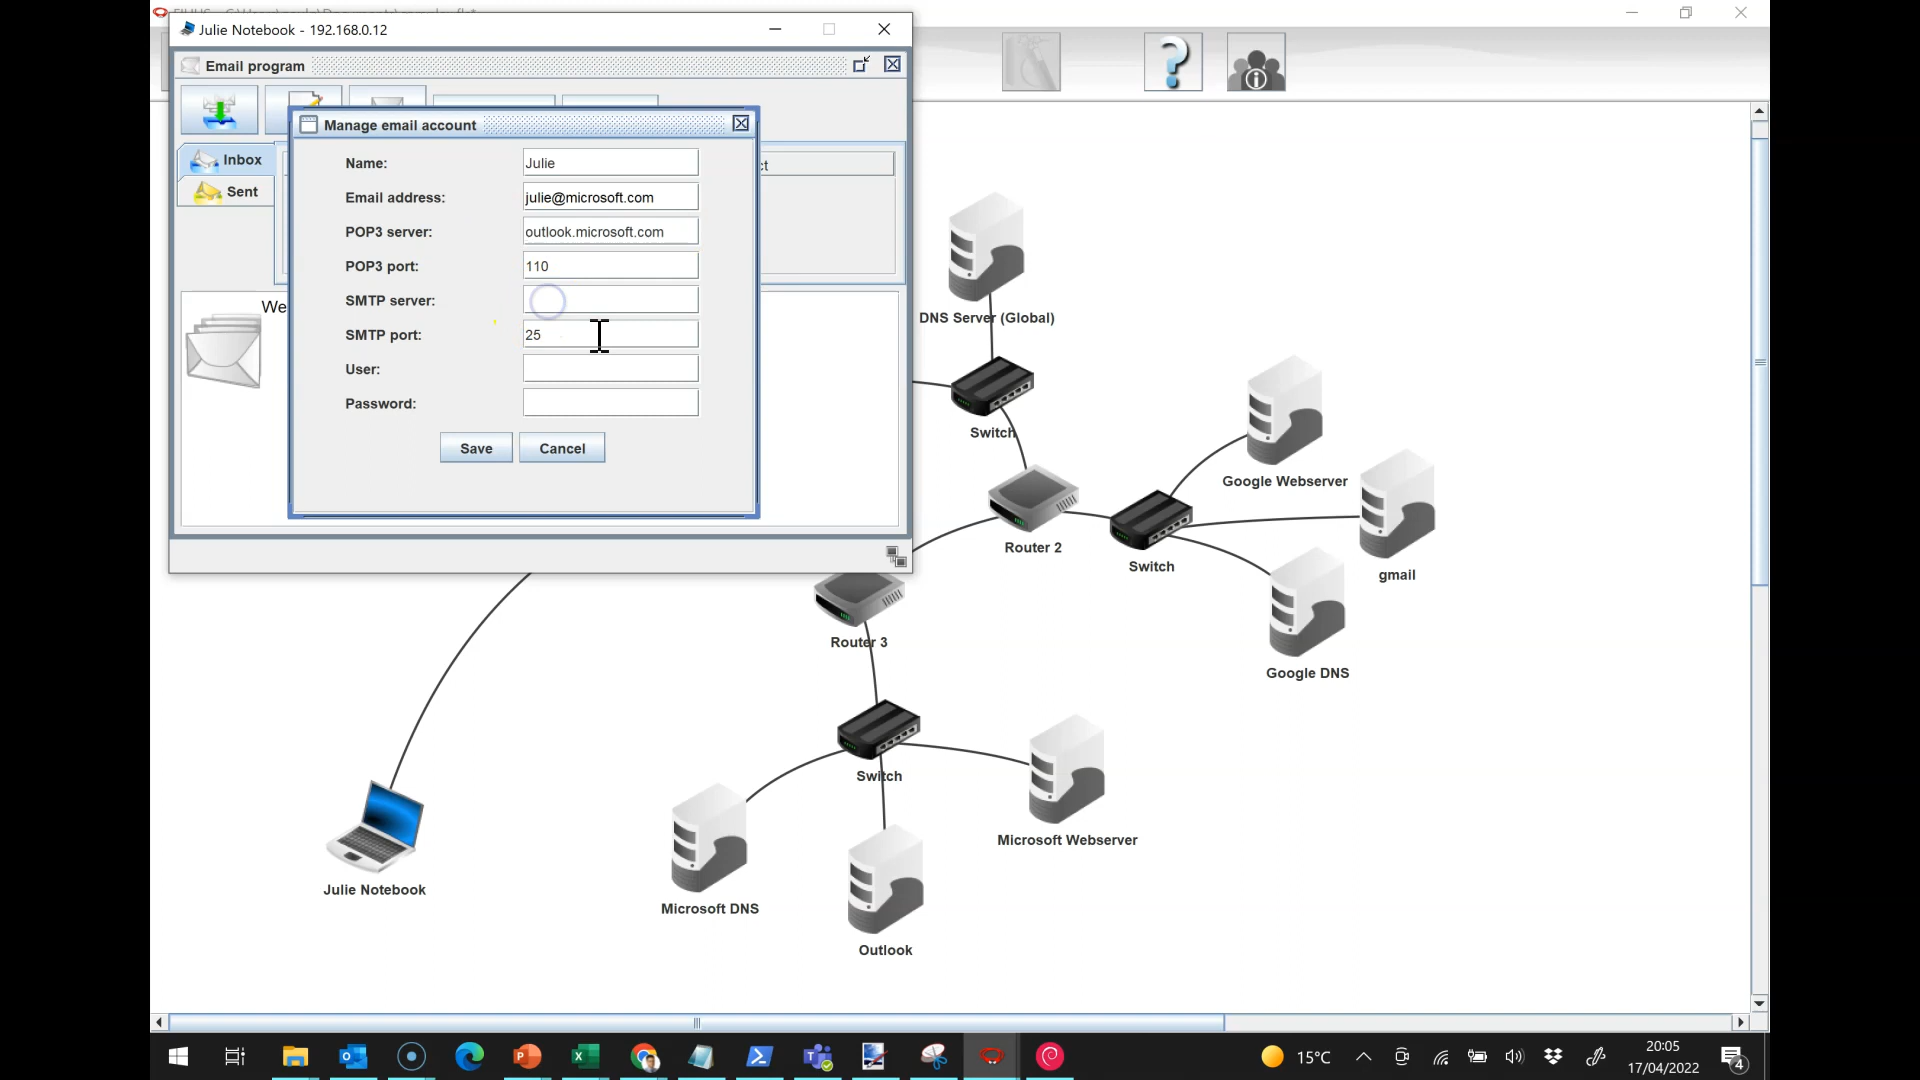 Julie Notebook - 192.168.0.12
Email program
Manage email account
Inbox
Sent
Name:
Julie
Email address:
julie@microsoft.com
POP3 server:
outlook.microsoft.com
POP3 port:
110
SMTP server:
SMTP port:
25
User:
Password:
Save
Cancel
We
ct
DNS Server (Global)
Switch
Google Webserver
Router 2
Switch
gmail
Router 3
Google DNS
Switch
Microsoft Webserver
Julie Notebook
Microsoft DNS
Outlook
15°C
20:05
17/04/2022
4